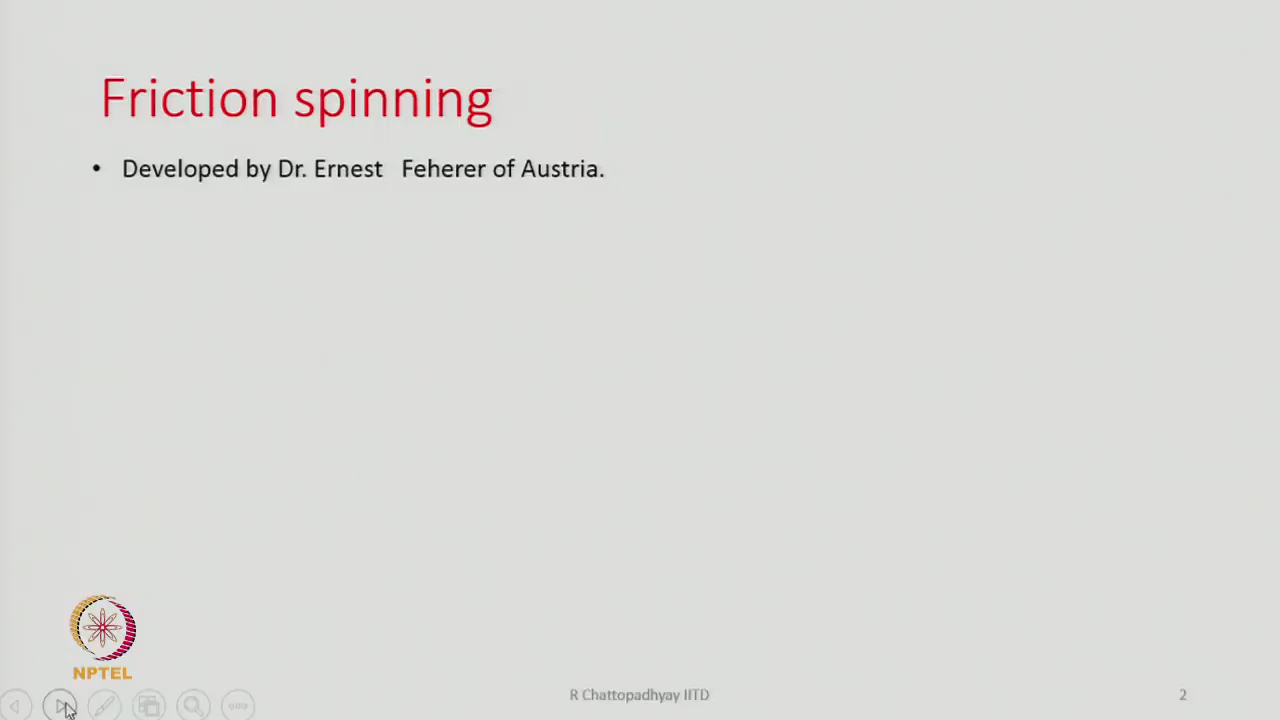 Friction spinning
• Developed by Dr. Ernest Feherer of Austria.
NPTEL
R Chattopadhyay IITD
2